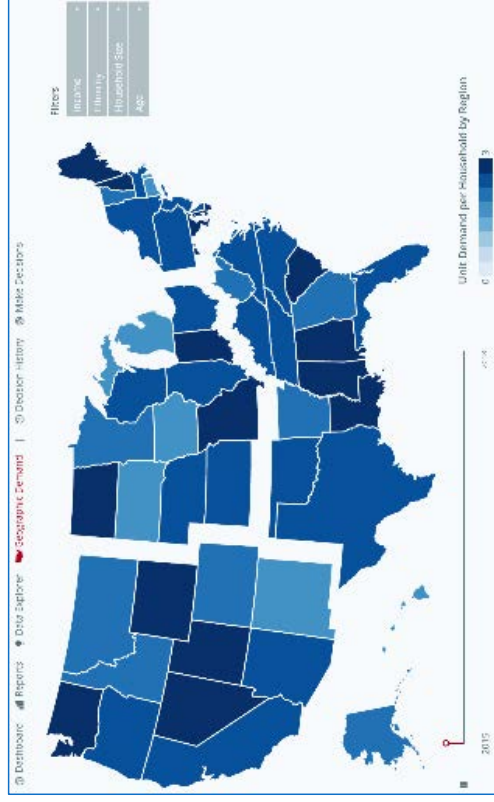 Dashboard Reports Data Explorer Geographic Demand | Decision History Make Decisions
Filters
Income
Ethnicity
Household Size
Age
Unit Demand per Household by Region
0 3
2015